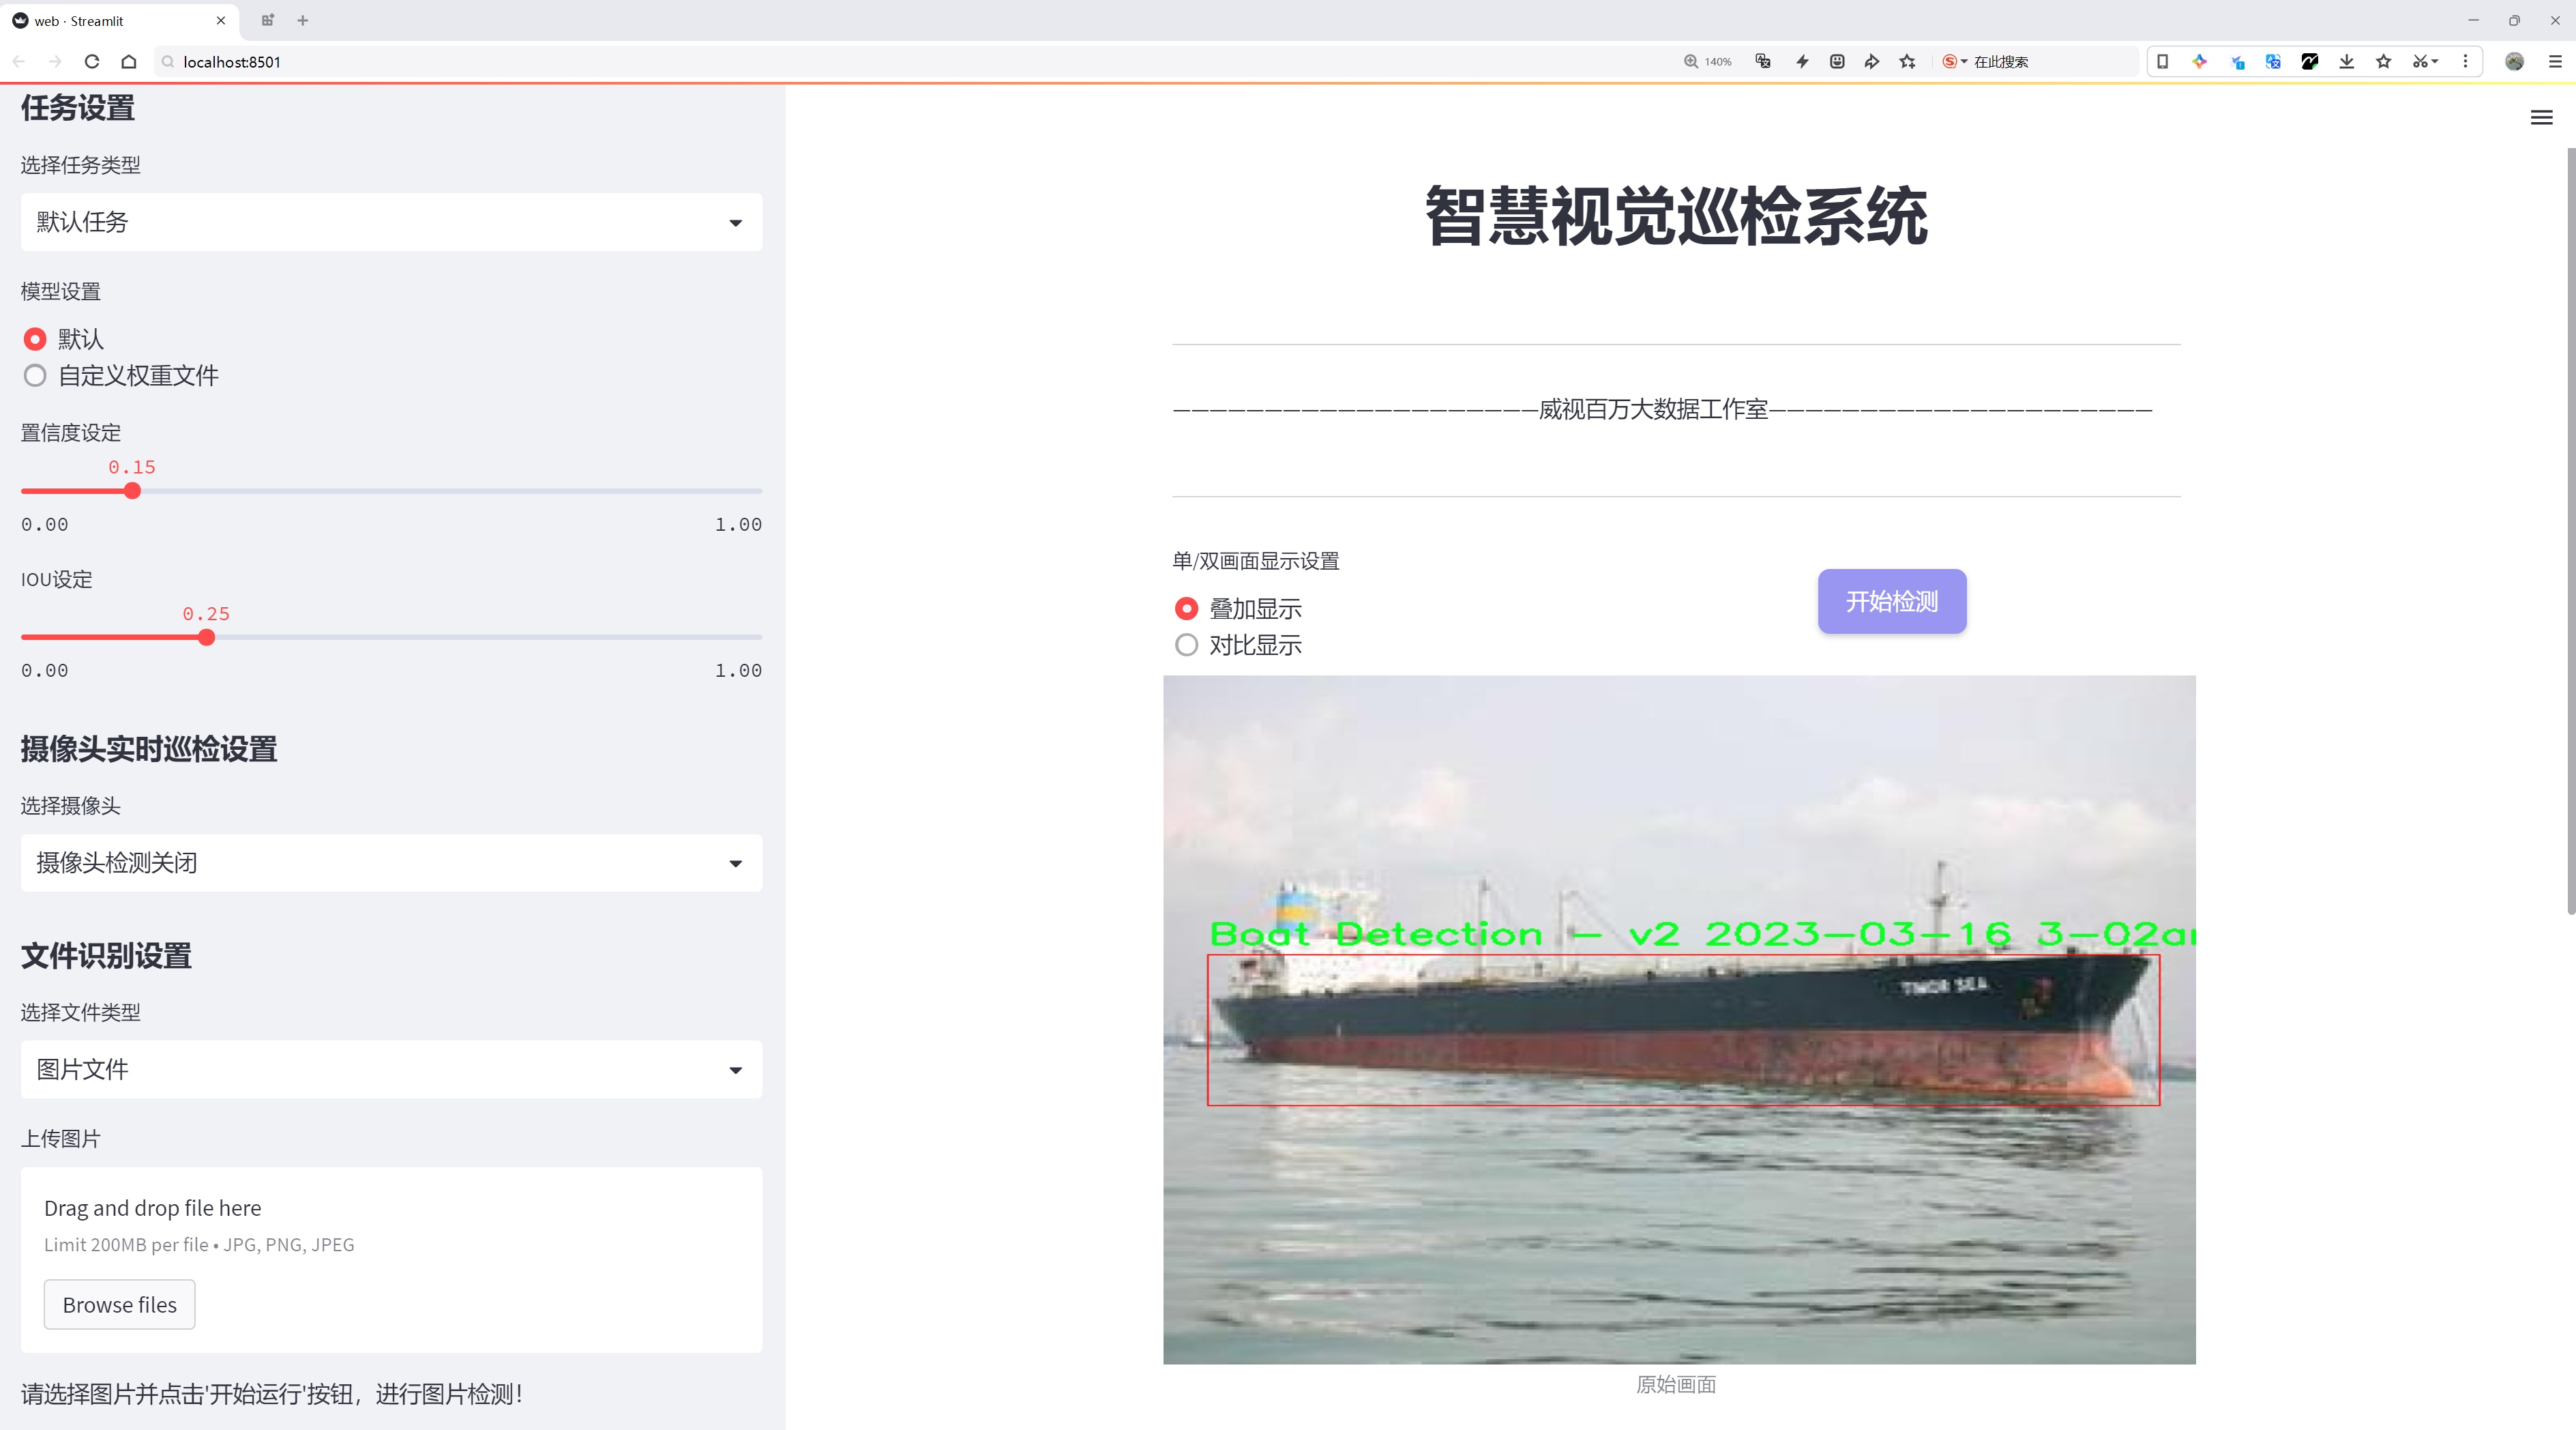 web · Streamlit
localhost:8501
140%
在此搜索
任务设置
选择任务类型
默认任务
模型设置
默认
自定义权重文件
置信度设定
0.15
0.00
1.00
IOU设定
0.25
0.00
1.00
摄像头实时巡检设置
选择摄像头
摄像头检测关闭
文件识别设置
选择文件类型
图片文件
上传图片
Drag and drop file here
Limit 200MB per file • JPG, PNG, JPEG
Browse files
请选择图片并点击'开始运行'按钮，进行图片检测！
智慧视觉巡检系统
————————————————————威视百万大数据工作室—————————————————————
单/双画面显示设置
叠加显示
对比显示
开始检测
Boat Detection - v2 2023-03-16 3-02a
SEA
原始画面